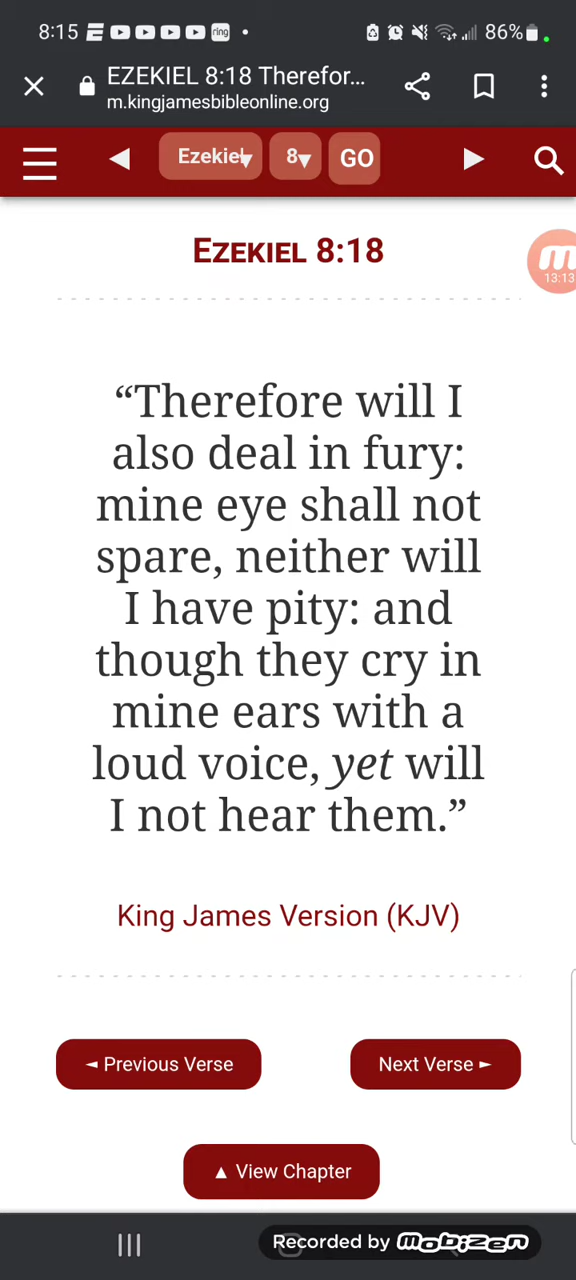 8:15 ring 86%
EZEKIEL 8:18 Therefor...
m.kingjamesbibleonline.org
Ezekiel 8 GO
EZEKIEL 8:18
m
13:13
“Therefore will I
also deal in fury:
mine eye shall not
spare, neither will
I have pity: and
though they cry in
mine ears with a
loud voice, yet will
I not hear them.”
King James Version (KJV)
◄ Previous Verse
Next Verse ►
▲ View Chapter
Recorded by mobizen